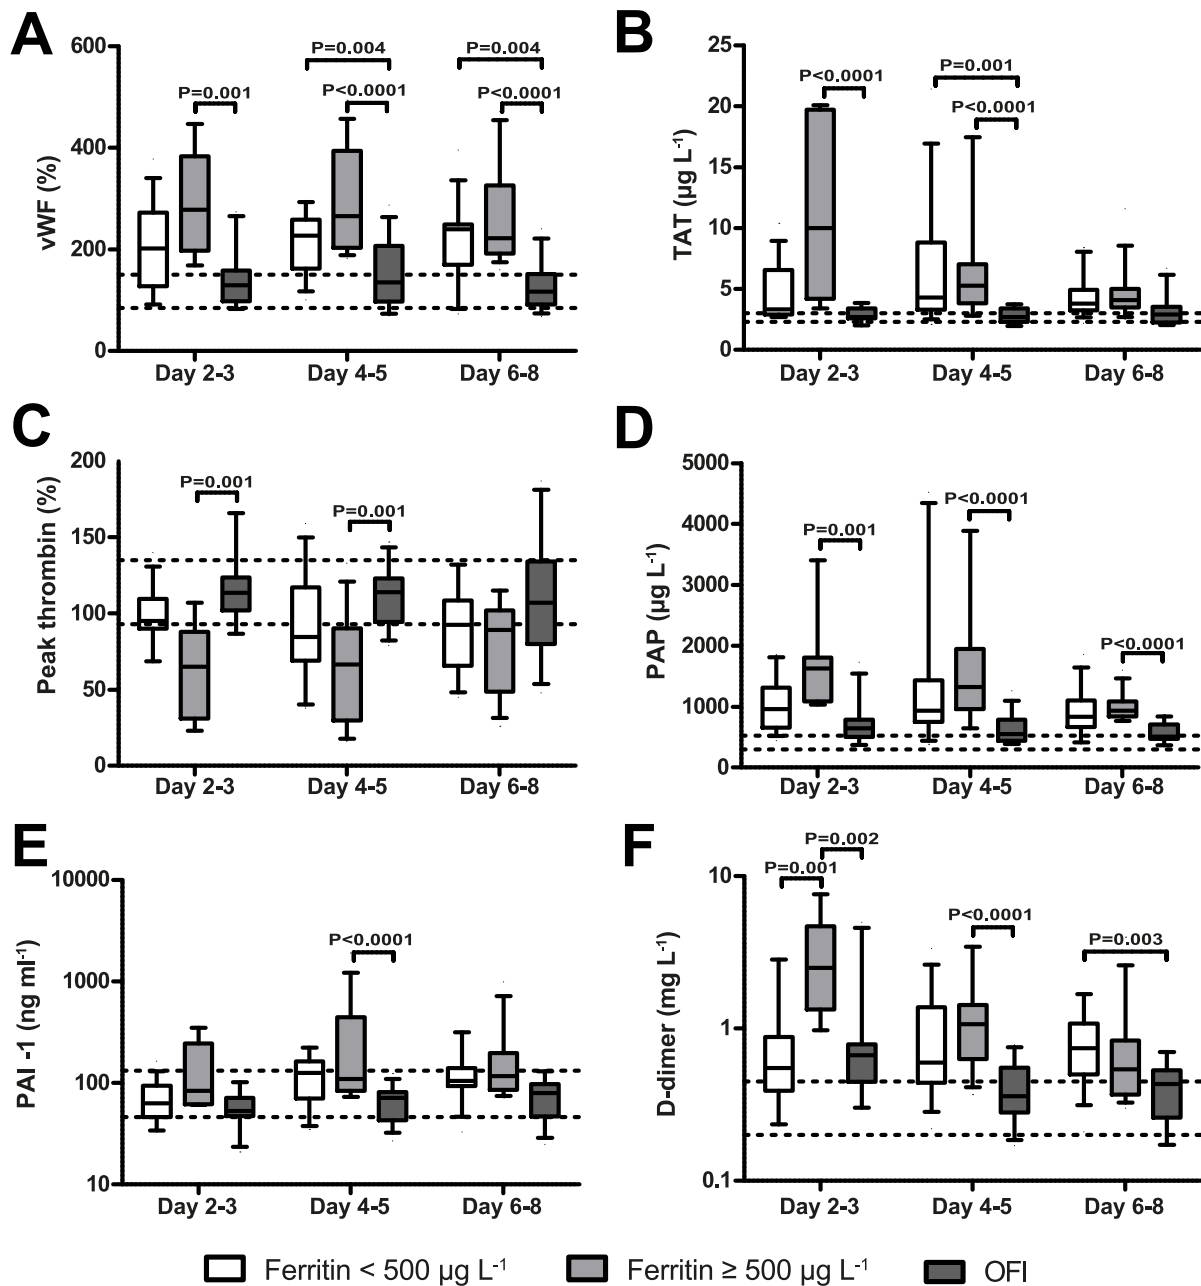 A
vWF (%)
600
400
200
0
P=0.001
P=0.004
P<0.0001
P=0.004
P<0.0001
Day 2-3
Day 4-5
Day 6-8
B
TAT (µg L-1)
25
20
15
10
5
0
P<0.0001
P=0.001
P<0.0001
Day 2-3
Day 4-5
Day 6-8
C
Peak thrombin (%)
200
150
100
50
0
P=0.001
P=0.001
Day 2-3
Day 4-5
Day 6-8
D
PAP (µg L-1)
5000
4000
3000
2000
1000
0
P=0.001
P<0.0001
P<0.0001
Day 2-3
Day 4-5
Day 6-8
E
PAI -1 (ng ml-1)
10000
1000
100
10
P<0.0001
Day 2-3
Day 4-5
Day 6-8
F
D-dimer (mg L-1)
10
1
0.1
P=0.001
P=0.002
P<0.0001
P=0.003
Day 2-3
Day 4-5
Day 6-8
Ferritin < 500 µg L-1
Ferritin ≥ 500 µg L-1
OFI